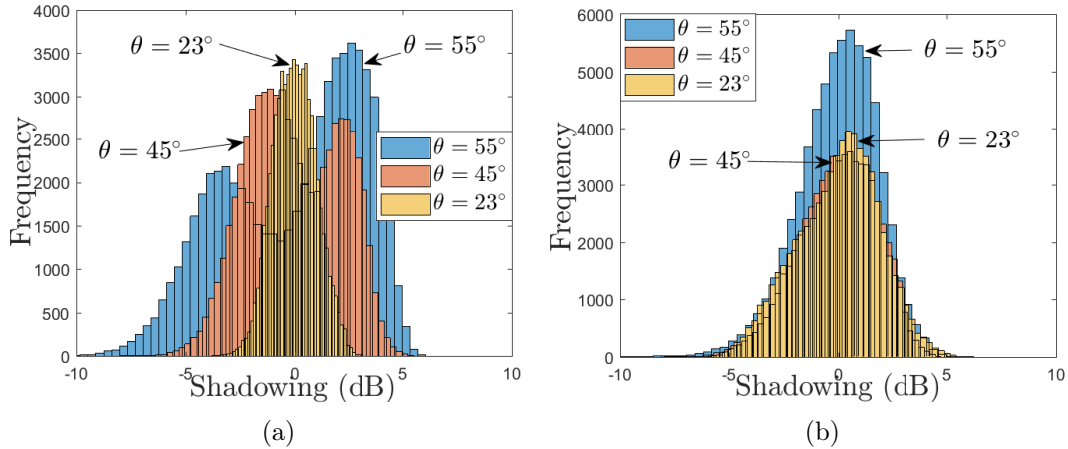 4000
3500
3000
2500
2000
1500
1000
500
0
-10
-5
0
5
10
Frequency
Shadowing (dB)
θ = 23°
θ = 55°
θ = 45°
θ = 55°
θ = 45°
θ = 23°
(a)
6000
5000
4000
3000
2000
1000
0
-10
-5
0
5
10
Frequency
Shadowing (dB)
θ = 55°
θ = 45°
θ = 23°
θ = 55°
θ = 23°
θ = 45°
(b)